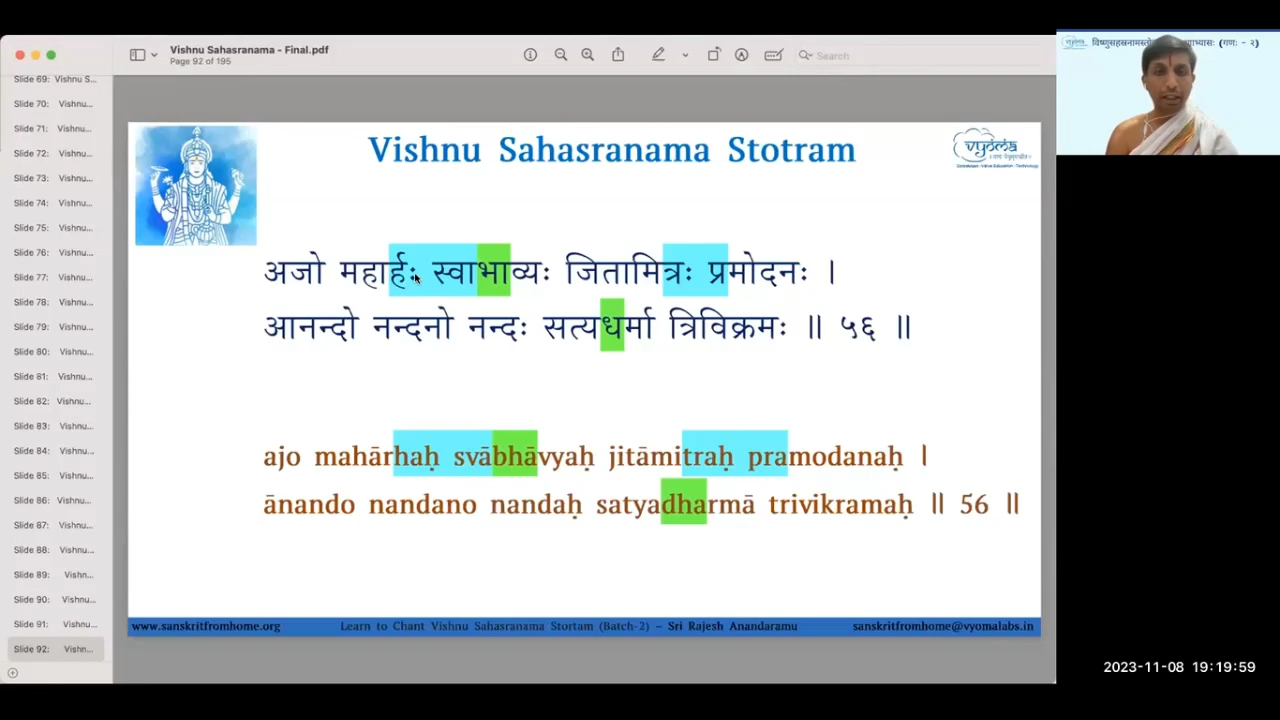 Vishnu Sahasranama - Final.pdf
Page 92 of 195
Search
Slide 69: Vishnu S...
Slide 70: Vishnu...
Slide 71: Vishnu...
Slide 72: Vishnu...
Slide 73: Vishnu...
Slide 74: Vishnu...
Slide 75: Vishnu...
Slide 76: Vishnu...
Slide 77: Vishnu...
Slide 78: Vishnu...
Slide 79: Vishnu...
Slide 80: Vishnu...
Slide 81: Vishnu...
Slide 82: Vishnu...
Slide 83: Vishnu...
Slide 84: Vishnu...
Slide 85: Vishnu...
Slide 86: Vishnu...
Slide 87: Vishnu...
Slide 88: Vishnu...
Slide 89: Vishn...
Slide 90: Vishnu...
Slide 91: Vishnu...
Slide 92: Vishn...
Vishnu Sahasranama Stotram
vyoma
अजो महार्हः स्वाभाव्यः जितामित्रः प्रमोदनः ।
आनन्दो नन्दनो नन्दः सत्यधर्मा त्रिविक्रमः ॥ ५६ ॥
ajo mahārhaḥ svābhāvyaḥ jitāmitraḥ pramodanaḥ ।
ānando nandano nandaḥ satyadharmā trivikramaḥ ॥ 56 ॥
www.sanskritfromhome.org
Learn to Chant Vishnu Sahasranama Stortam (Batch-2) – Sri Rajesh Anandaramu
sanskritfromhome@vyomalabs.in
(गणः - २)
2023-11-08 19:19:59